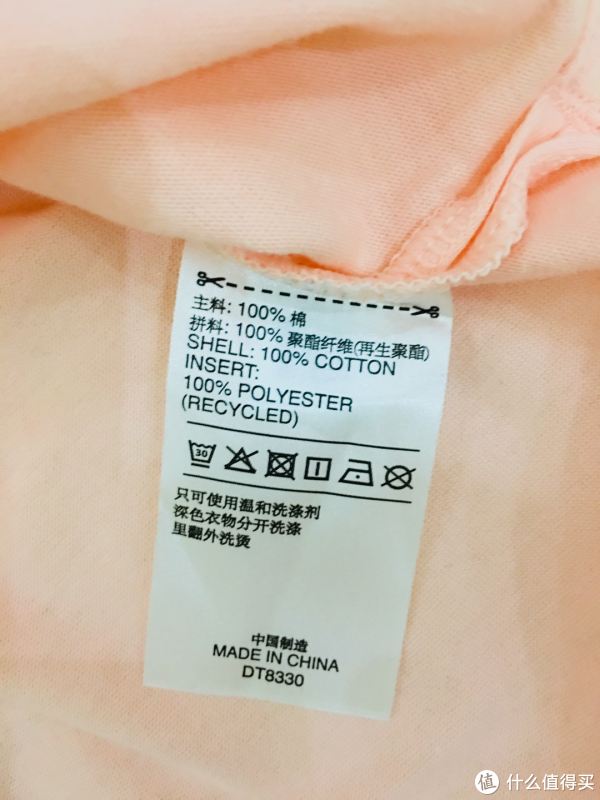 主料: 100% 棉
拼料: 100% 聚酯纤维(再生聚酯)
SHELL: 100% COTTON
INSERT:
100% POLYESTER
(RECYCLED)
30
只可使用温和洗涤剂
深色衣物分开洗涤
里翻外洗烫
中国制造
MADE IN CHINA
DT8330
值 什么值得买